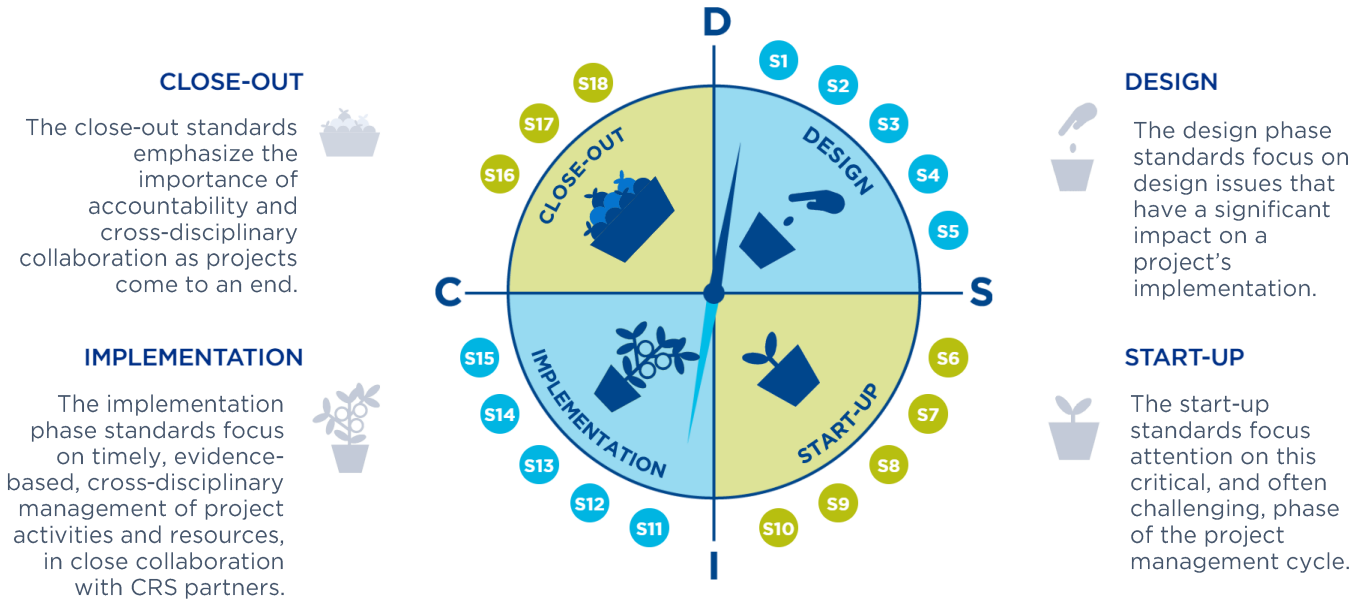 D
S1
S2
S3
S4
S5
S
S6
S7
S8
S9
S10
I
S11
S12
S13
S14
S15
C
S16
S17
S18
DESIGN
START-UP
IMPLEMENTATION
CLOSE-OUT
CLOSE-OUT
The close-out standards
emphasize the
importance of
accountability and
cross-disciplinary
collaboration as projects
come to an end.
DESIGN
The design phase
standards focus on
design issues that
have a significant
impact on a
project's
implementation.
IMPLEMENTATION
The implementation
phase standards focus
on timely, evidence-
based, cross-disciplinary
management of project
activities and resources,
in close collaboration
with CRS partners.
START-UP
The start-up
standards focus
attention on this
critical, and often
challenging, phase
of the project
management cycle.